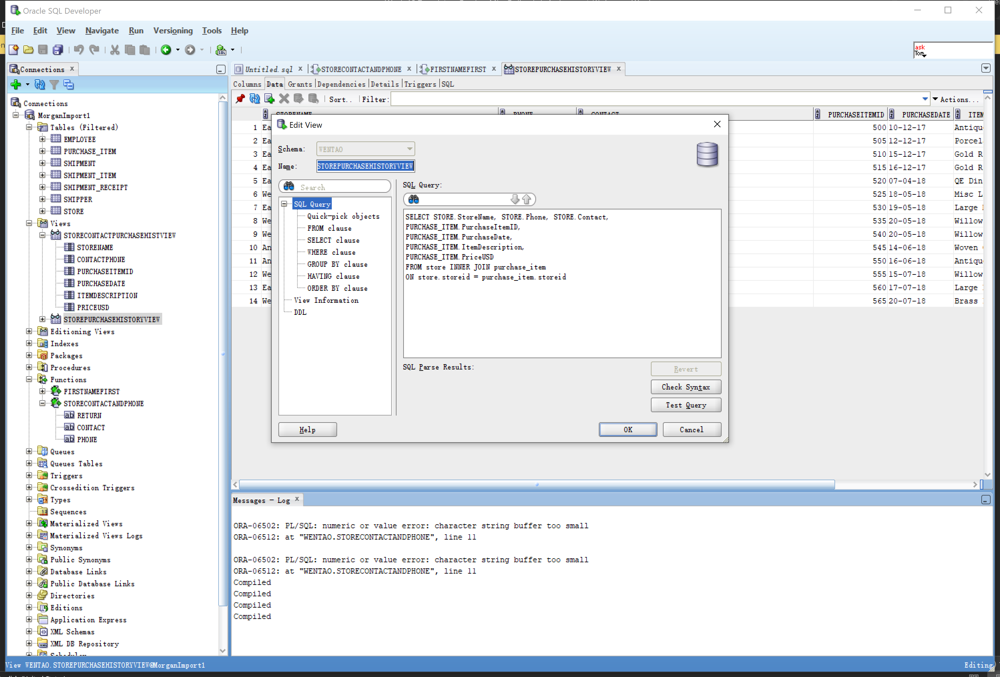 Oracle SQL Developer
File Edit View Navigate Run Versioning Tools Help
ask
Tom
Connections
Untitled.sql
STORECONTACTANDPHONE
FIRSTNAMEFIRST
STOREPURCHASEHISTORYVIEW
Columns Data Grants Dependencies Details Triggers SQL
Sort.. Filter: Actions...
Connections
MorganImport1
Tables (Filtered)
EMPLOYEE
PURCHASE_ITEM
SHIPMENT
SHIPMENT_ITEM
SHIPMENT_RECEIPT
SHIPPER
STORE
Views
STORECONTACTPURCHASEHISTVIEW
STORENAME
CONTACTPHONE
PURCHASEITEMID
PURCHASEDATE
ITEMDESCRIPTION
PRICEUSD
STOREPURCHASEHISTORYVIEW
Editioning Views
Indexes
Packages
Procedures
Functions
FIRSTNAMEFIRST
STORECONTACTANDPHONE
RETURN
CONTACT
PHONE
Queues
Queues Tables
Triggers
Crossedition Triggers
Types
Sequences
Materialized Views
Materialized Views Logs
Synonyms
Public Synonyms
Database Links
Public Database Links
Directories
Editions
Application Express
XML Schemas
XML DB Repository
STORENAME PHONE CONTACT PURCHASEITEMID PURCHASEDATE ITEM
1 Ea 500 10-12-17 Antiqu
2 Ea 505 12-12-17 Porcel
3 Ea 510 15-12-17 Gold R
4 Ea 515 16-12-17 Gold R
5 Ea 520 07-04-18 QE Din
6 We 525 18-05-18 Misc L
7 Ea 530 19-05-18 Large
8 We 535 20-05-18 Willow
9 We 540 20-05-18 Willow
10 An 545 14-06-18 Woven
11 An 550 16-06-18 Antiqu
12 We 555 15-07-18 Willow
13 Ea 560 17-07-18 Large
14 We 565 20-07-18 Brass
Edit View
Schema: WENTAO
Name: STOREPURCHASEHISTORYVIEW
Search
SQL Query
Quick-pick objects
FROM clause
SELECT clause
WHERE clause
GROUP BY clause
HAVING clause
ORDER BY clause
View Information
DDL
SQL Query:
SELECT STORE.StoreName, STORE.Phone, STORE.Contact,
PURCHASE_ITEM.PurchaseItemID,
PURCHASE_ITEM.PurchaseDate,
PURCHASE_ITEM.ItemDescription,
PURCHASE_ITEM.PriceUSD
FROM store INNER JOIN purchase_item
ON store.storeid = purchase_item.storeid
SQL Parse Results:
Revert
Check Syntax
Test Query
Help OK Cancel
Messages - Log
ORA-06502: PL/SQL: numeric or value error: character string buffer too small
ORA-06512: at "WENTAO.STORECONTACTANDPHONE", line 11
ORA-06502: PL/SQL: numeric or value error: character string buffer too small
ORA-06512: at "WENTAO.STORECONTACTANDPHONE", line 11
Compiled
Compiled
Compiled
Compiled
View WENTAO.STOREPURCHASEHISTORYVIEW@MorganImport1 Editing